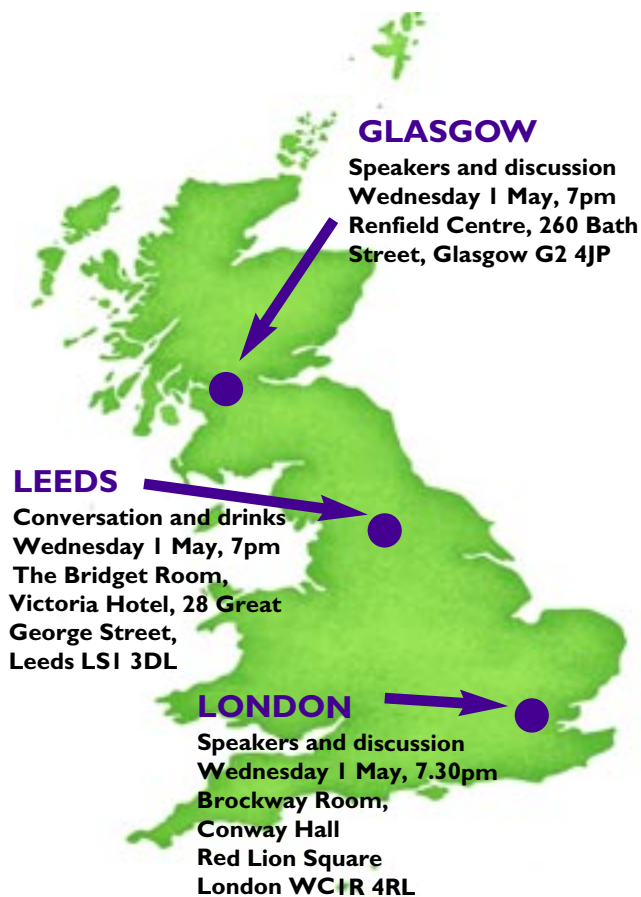 GLASGOW
Speakers and discussion
Wednesday 1 May, 7pm
Renfield Centre, 260 Bath
Street, Glasgow G2 4JP
LEEDS
Conversation and drinks
Wednesday 1 May, 7pm
The Bridget Room,
Victoria Hotel, 28 Great
George Street,
Leeds LS1 3DL
LONDON
Speakers and discussion
Wednesday 1 May, 7.30pm
Brockway Room,
Conway Hall
Red Lion Square
London WC1R 4RL